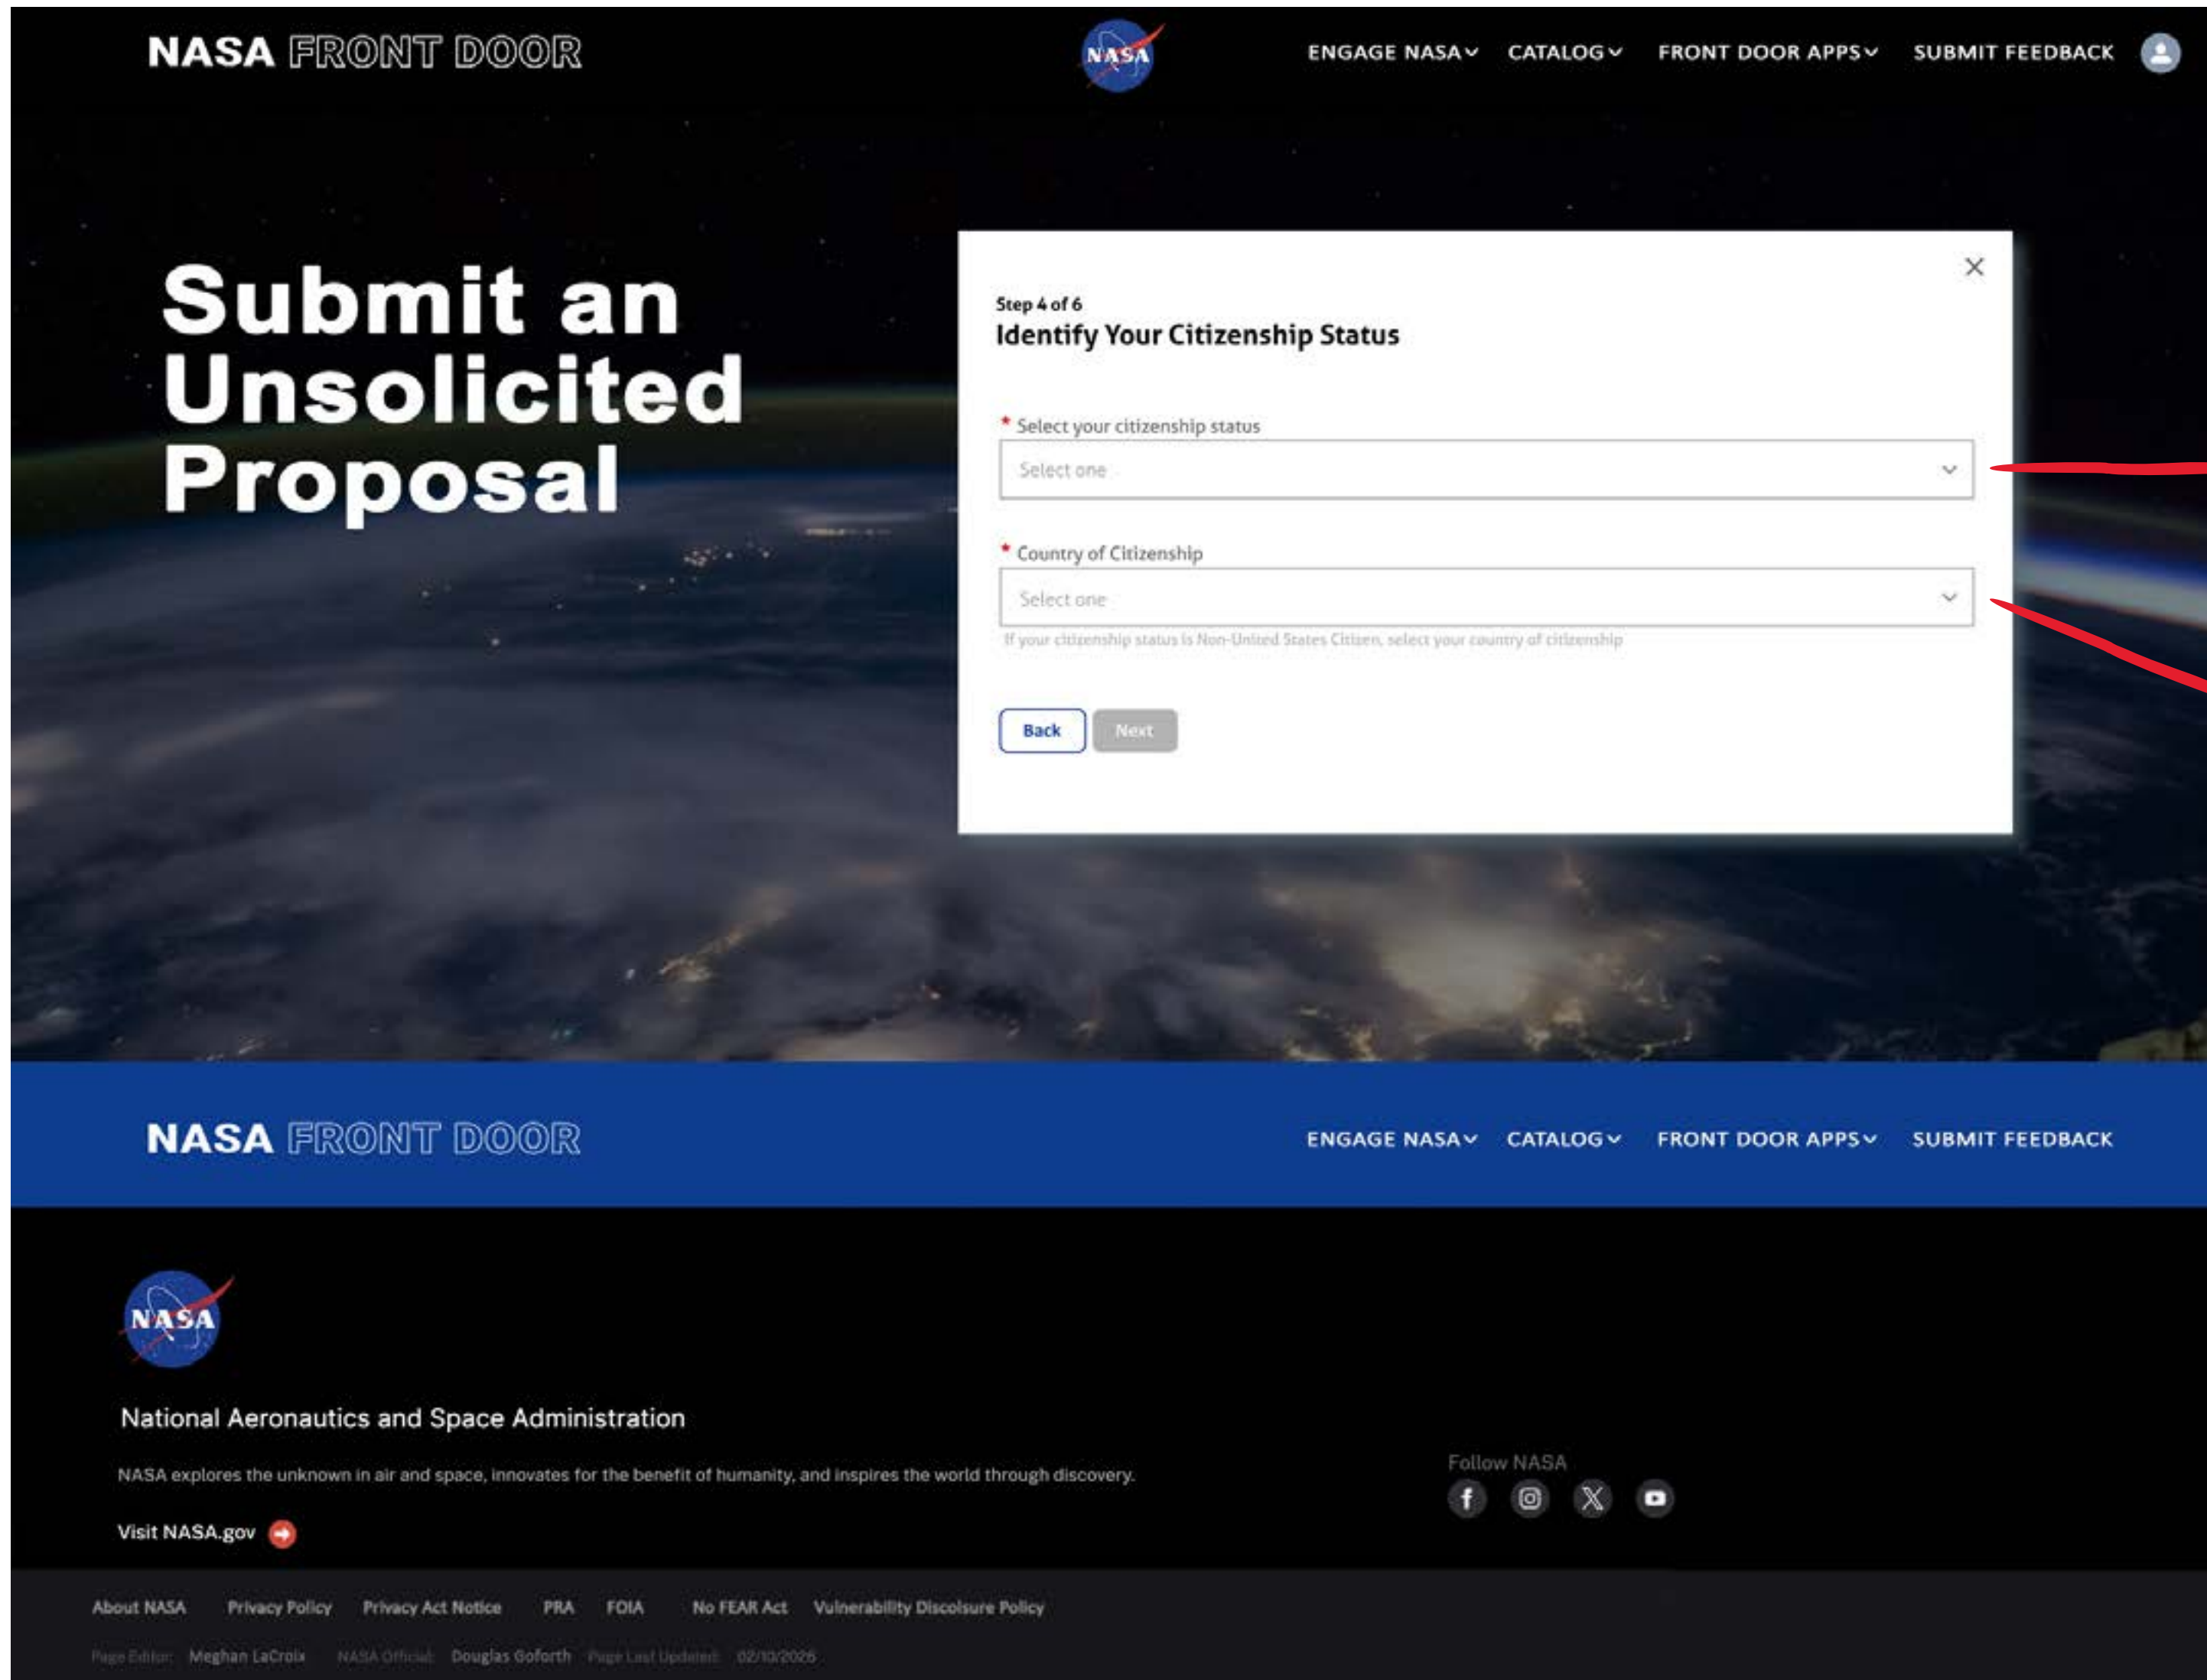 NASA FRONT DOOR
NASA
ENGAGE NASA CATALOG FRONT DOOR APPS SUBMIT FEEDBACK
Submit an
Unsolicited
Proposal
Step 4 of 6
Identify Your Citizenship Status
* Select your citizenship status
Select one
* Country of Citizenship
Select one
If your citizenship status is Non-United States Citizen, select your country of citizenship
Back Next
NASA FRONT DOOR
ENGAGE NASA CATALOG FRONT DOOR APPS SUBMIT FEEDBACK
NASA
National Aeronautics and Space Administration
NASA explores the unknown in air and space, innovates for the benefit of humanity, and inspires the world through discovery.
Visit NASA.gov
Follow NASA
About NASA Privacy Policy Privacy Act Notice PRA FOIA No FEAR Act Vulnerability Discolsure Policy
Page Editor: Meghan LaCroix NASA Official: Douglas Goforth Page Last Updated: 02/10/2026